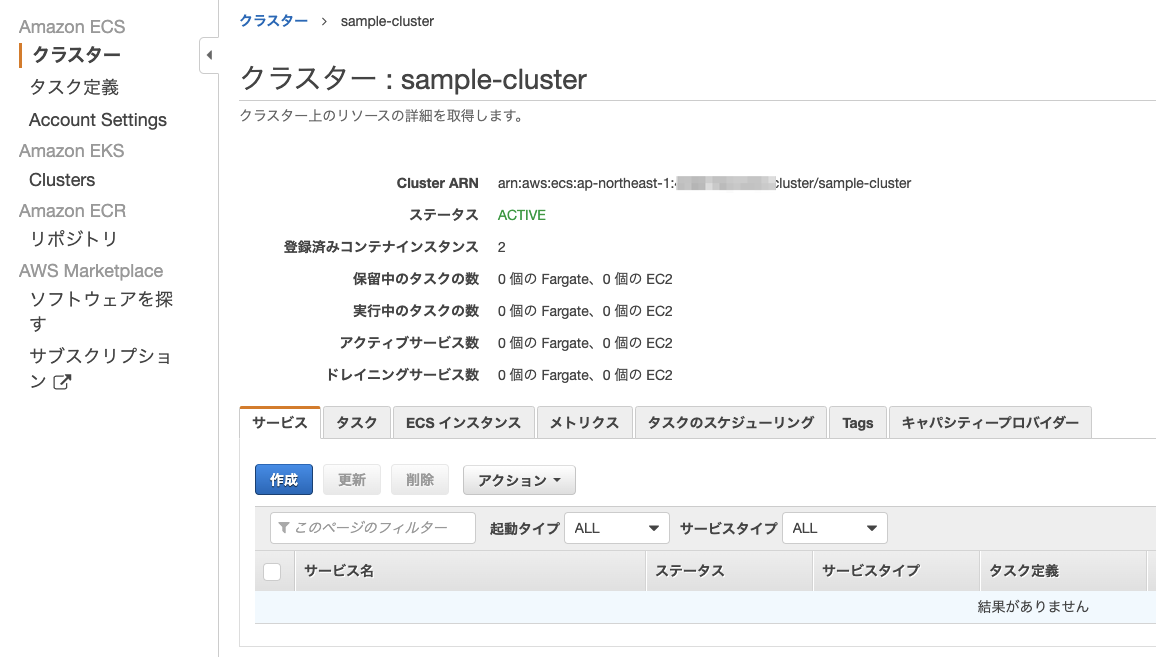 Amazon ECS
クラスター
タスク定義
Account Settings
Amazon EKS
Clusters
Amazon ECR
リポジトリ
AWS Marketplace
ソフトウェアを探
す
サブスクリプショ
ン
クラスター > sample-cluster
クラスター : sample-cluster
クラスター上のリソースの詳細を取得します。
Cluster ARN arn:aws:ecs:ap-northeast-1: cluster/sample-cluster
ステータス ACTIVE
登録済みコンテナインスタンス 2
保留中のタスクの数 0 個の Fargate、0 個の EC2
実行中のタスクの数 0 個の Fargate、0 個の EC2
アクティブサービス数 0 個の Fargate、0 個の EC2
ドレイニングサービス数 0 個の Fargate、0 個の EC2
サービス タスク ECS インスタンス メトリクス タスクのスケジューリング Tags キャパシティープロバイダー
作成 更新 削除 アクション
このページのフィルター 起動タイプ ALL サービスタイプ ALL
サービス名 ステータス サービスタイプ タスク定義
結果がありません